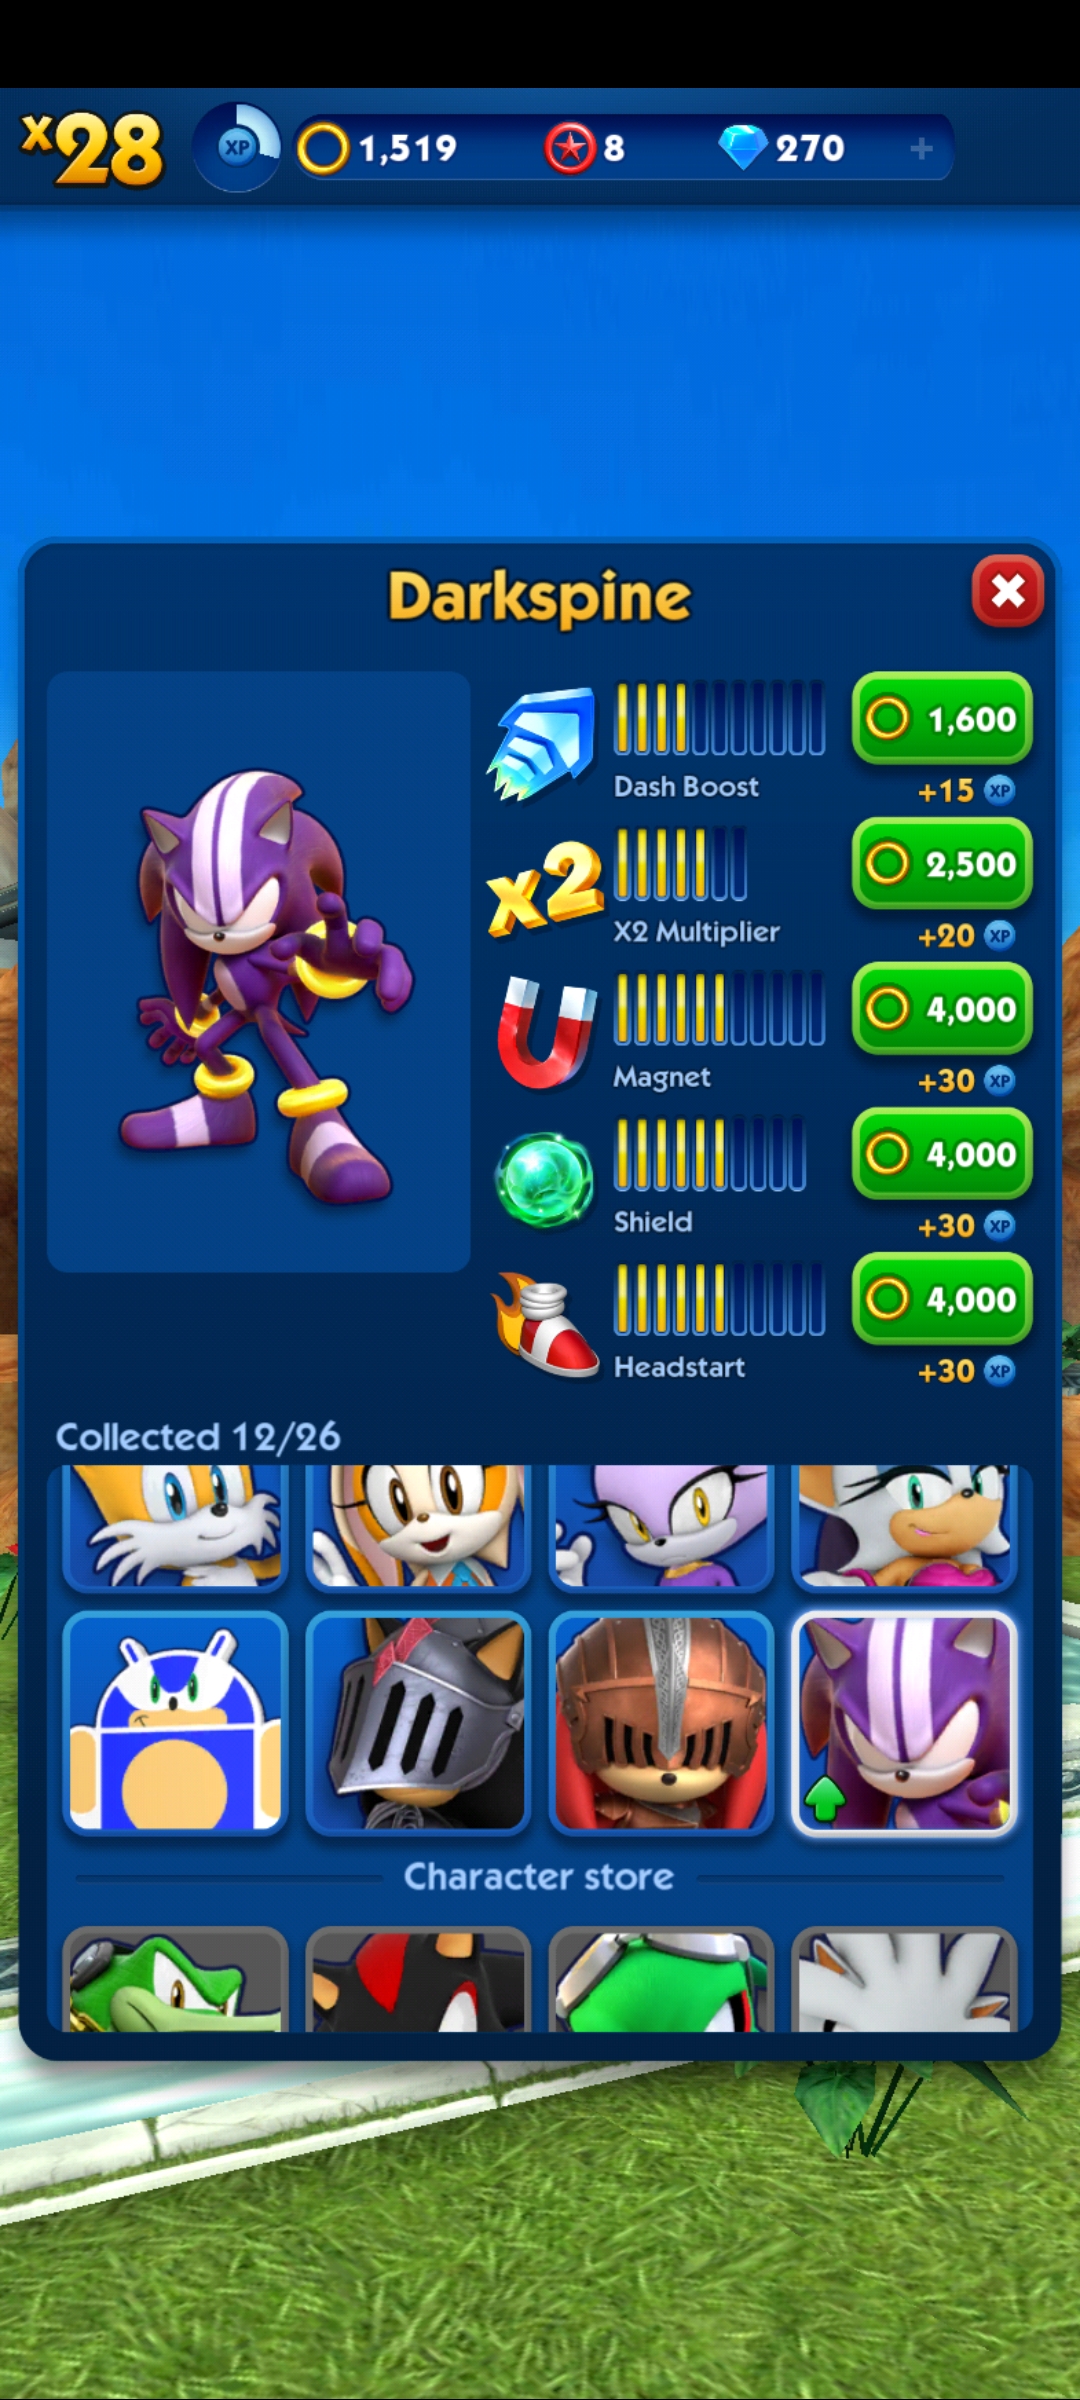 x28 XP 1,519 8 270 +
Darkspine
1,600
Dash Boost
+15 XP
x2
2,500
X2 Multiplier
+20 XP
4,000
Magnet
+30 XP
4,000
Shield
+30 XP
4,000
Headstart
+30 XP
Collected 12/26
Character store